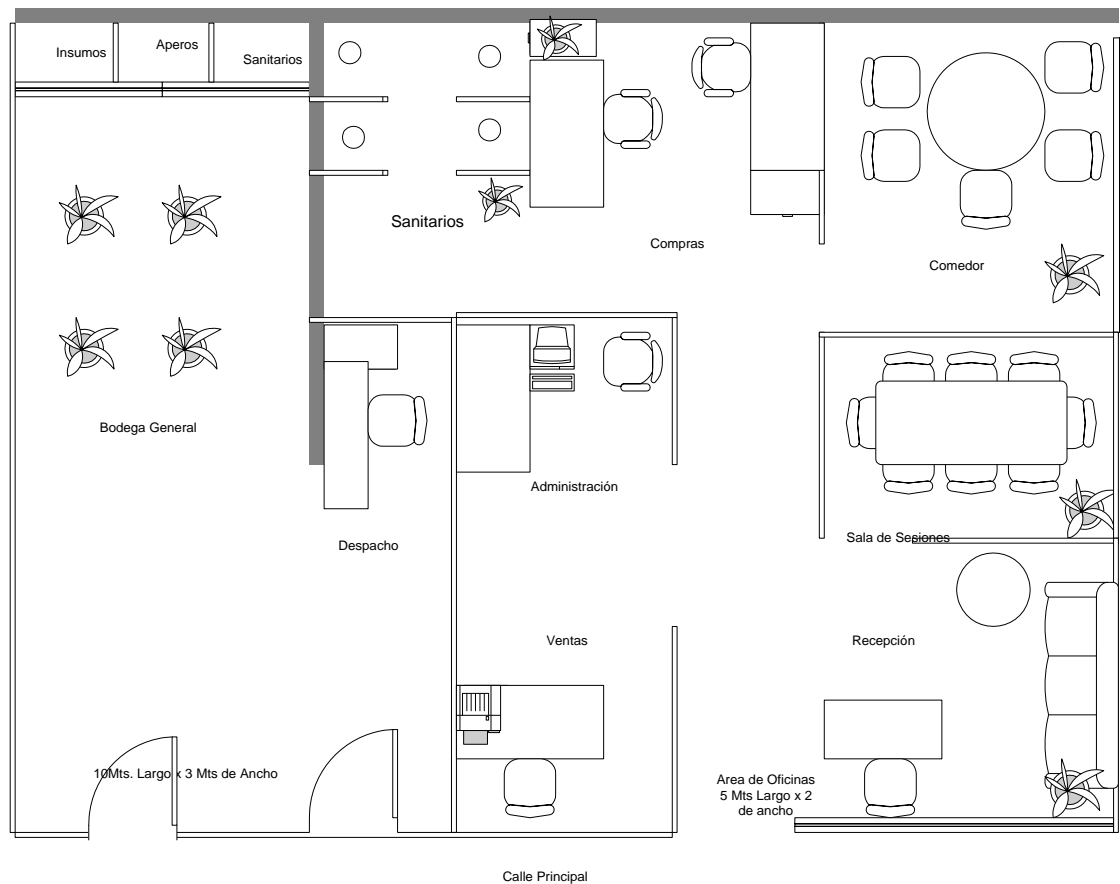 Insumos
Aperos
Sanitarios
Sanitarios
Compras
Comedor
Bodega General
Administración
Sala de Sesiones
Despacho
Ventas
Recepción
10Mts. Largo x 3 Mts de Ancho
Area de Oficinas
5 Mts Largo x 2
de ancho
Calle Principal